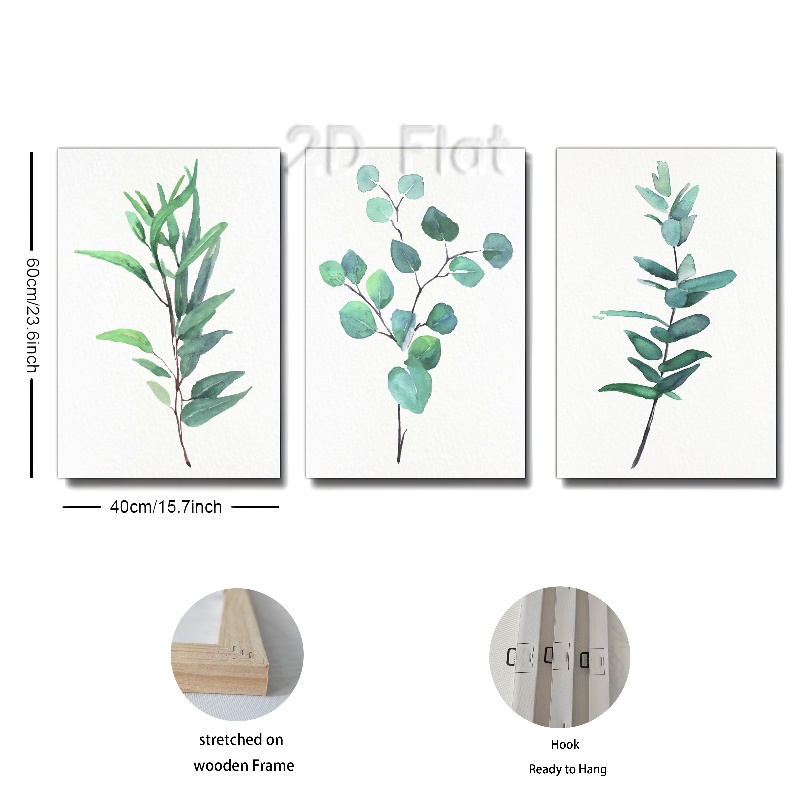 2D Flat
60cm/23.6inch
40cm/15.7inch
stretched on
wooden Frame
Hook
Ready to Hang